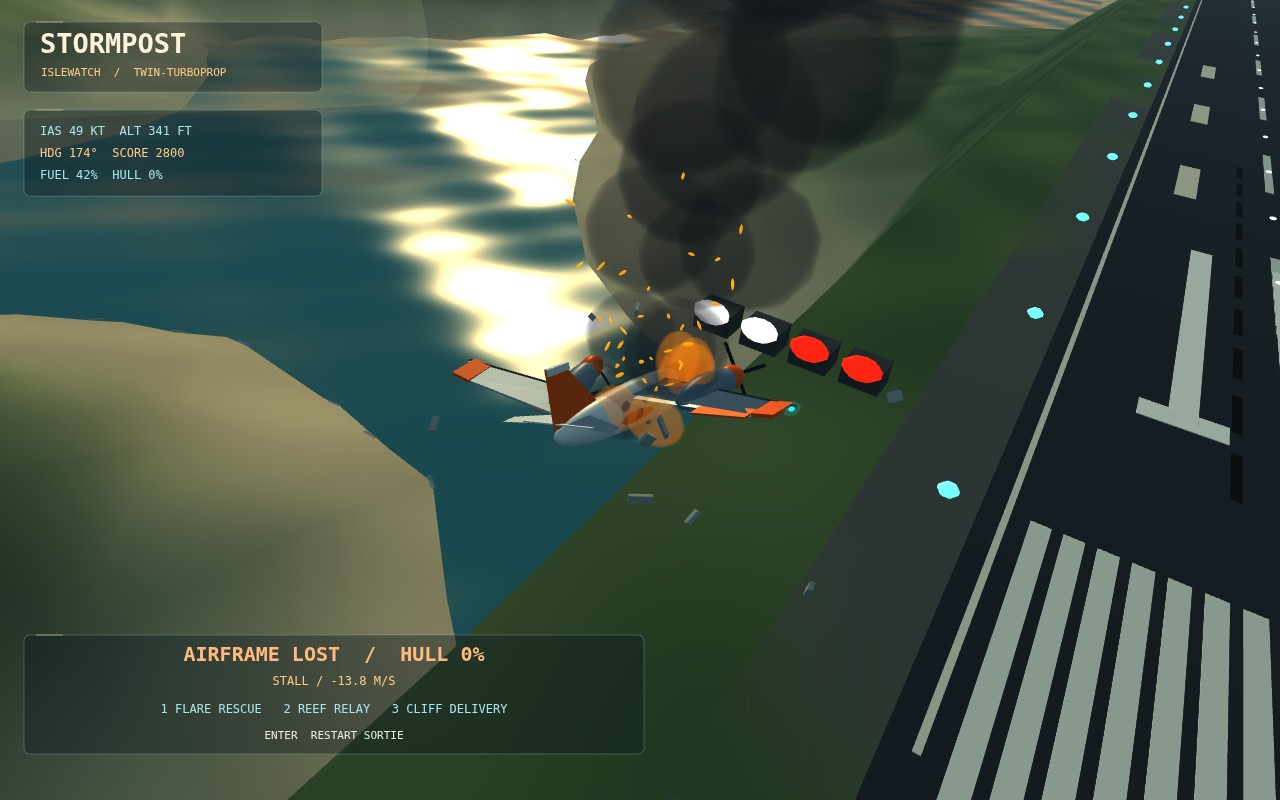 STORMPOST
ISLEWATCH / TWIN-TURBOPROP
IAS 49 KT ALT 341 FT
HDG 174° SCORE 2800
FUEL 42% HULL 0%
AIRFRAME LOST / HULL 0%
STALL / -13.8 M/S
1 FLARE RESCUE 2 REEF RELAY 3 CLIFF DELIVERY
ENTER RESTART SORTIE